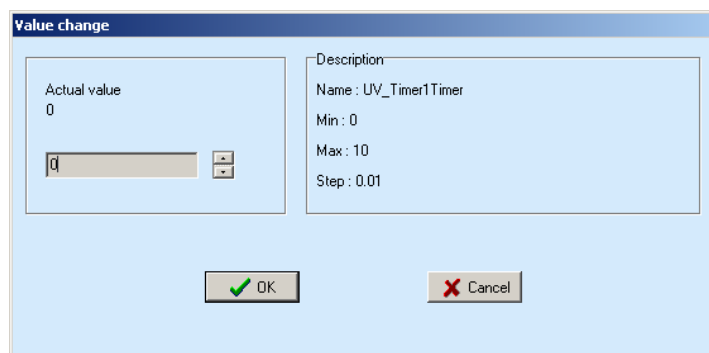 Value change
Actual value
0
0
Description
Name : UV_Timer1Timer
Min : 0
Max : 10
Step : 0.01
OK
Cancel